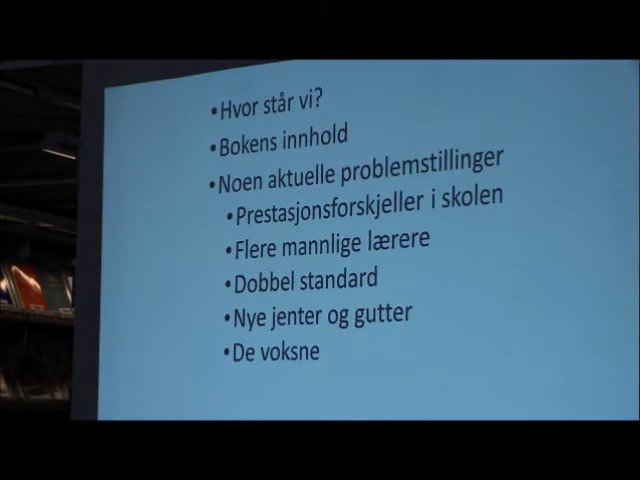 •Hvor står vi?
•Bokens innhold
•Noen aktuelle problemstillinger
•Prestasjonsforskjeller i skolen
•Flere mannlige lærere
•Dobbel standard
•Nye jenter og gutter
•De voksne